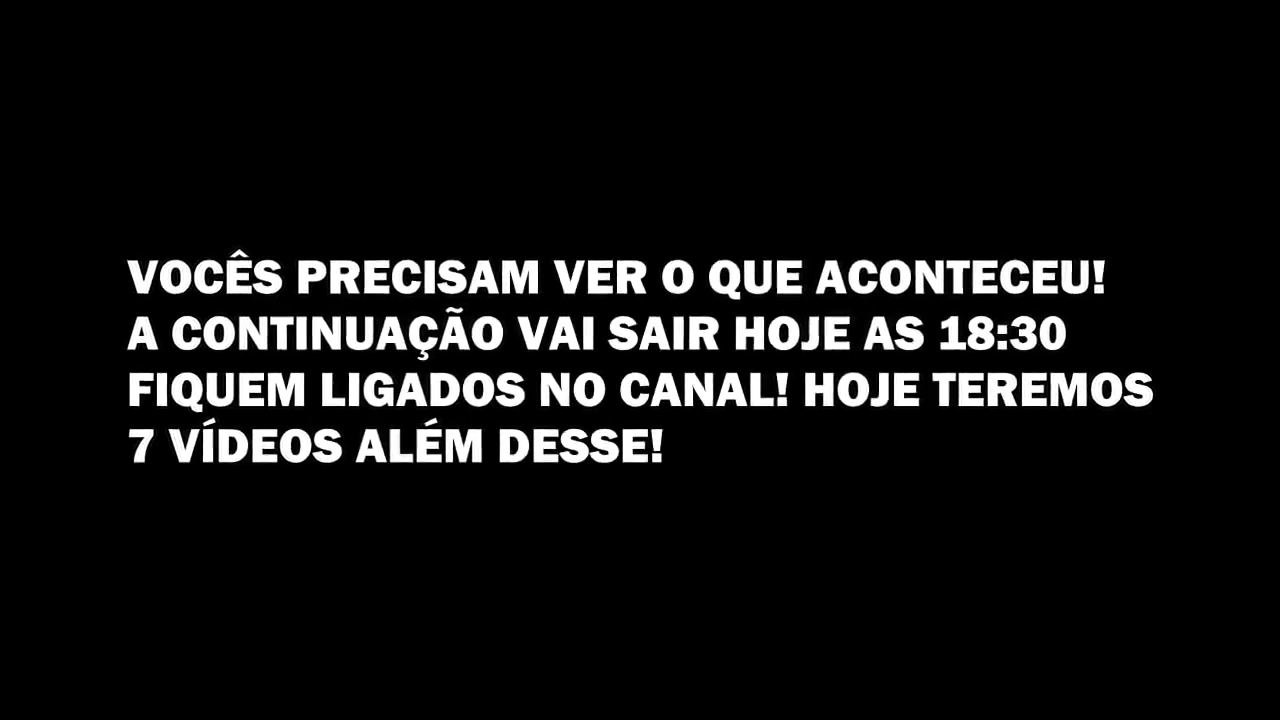 VOCÊS PRECISAM VER O QUE ACONTECEU!
A CONTINUAÇÃO VAI SAIR HOJE AS 18:30
FIQUEM LIGADOS NO CANAL! HOJE TEREMOS
7 VÍDEOS ALÉM DESSE!